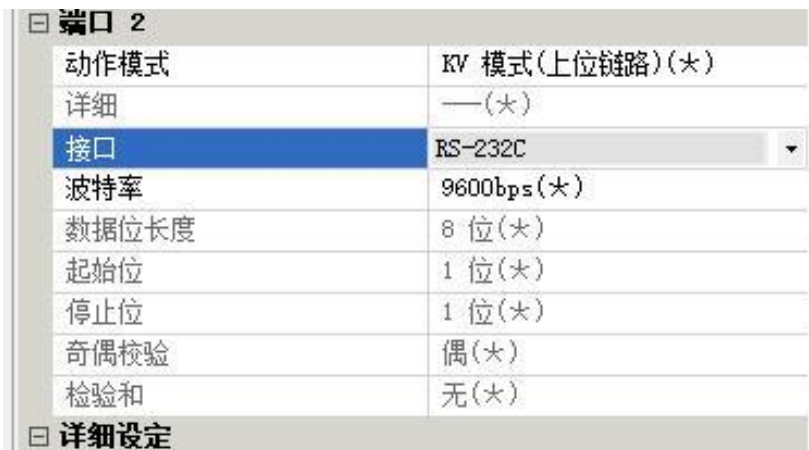 端口 2
动作模式 KV 模式(上位链路)(*)
详细 ——(*)
接口 RS-232C
波特率 9600bps(*)
数据位长度 8 位(*)
起始位 1 位(*)
停止位 1 位(*)
奇偶校验 偶(*)
检验和 无(*)
详细设定